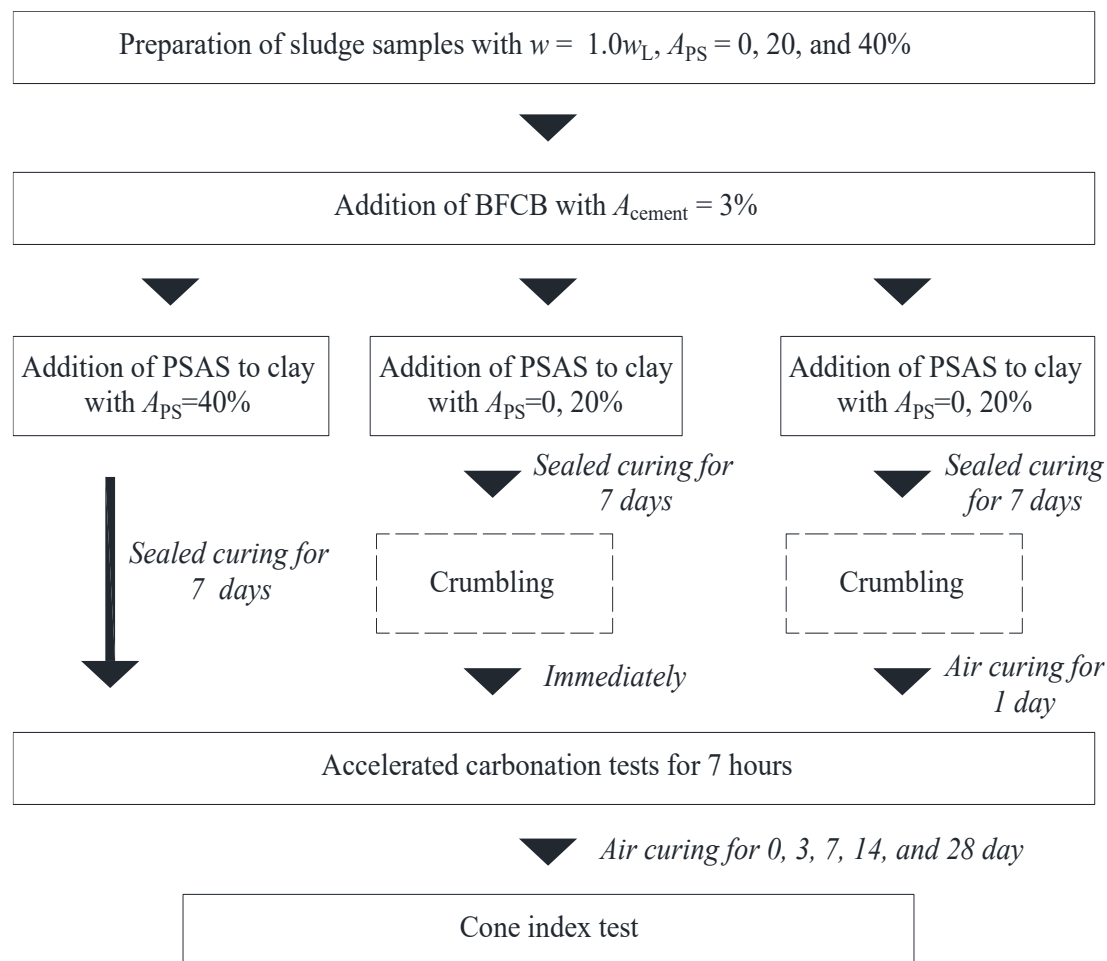 Preparation of sludge samples with w = 1.0wL, APS = 0, 20, and 40%
Addition of BFCB with Acement = 3%
Addition of PSAS to clay
with APS=40%
Addition of PSAS to clay
with APS=0, 20%
Addition of PSAS to clay
with APS=0, 20%
Sealed curing for
7 days
Sealed curing for
7 days
Sealed curing
for 7 days
Crumbling
Crumbling
Immediately
Air curing for
1 day
Accelerated carbonation tests for 7 hours
Air curing for 0, 3, 7, 14, and 28 day
Cone index test